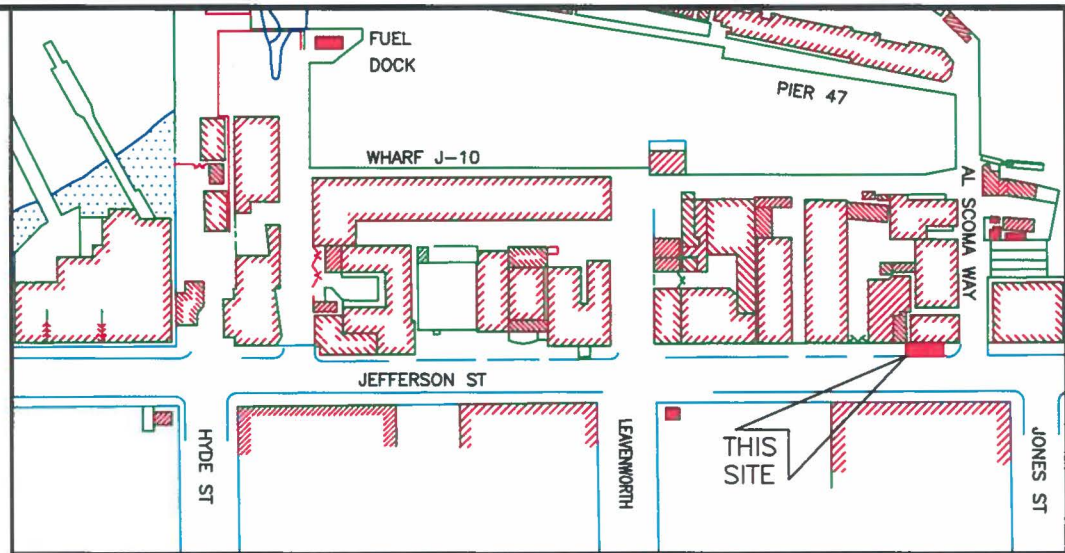 FUEL
DOCK
PIER 47
WHARF J-10
AL SCOMA WAY
JEFFERSON ST
HYDE ST
LEAVENWORTH
THIS
SITE
JONES ST